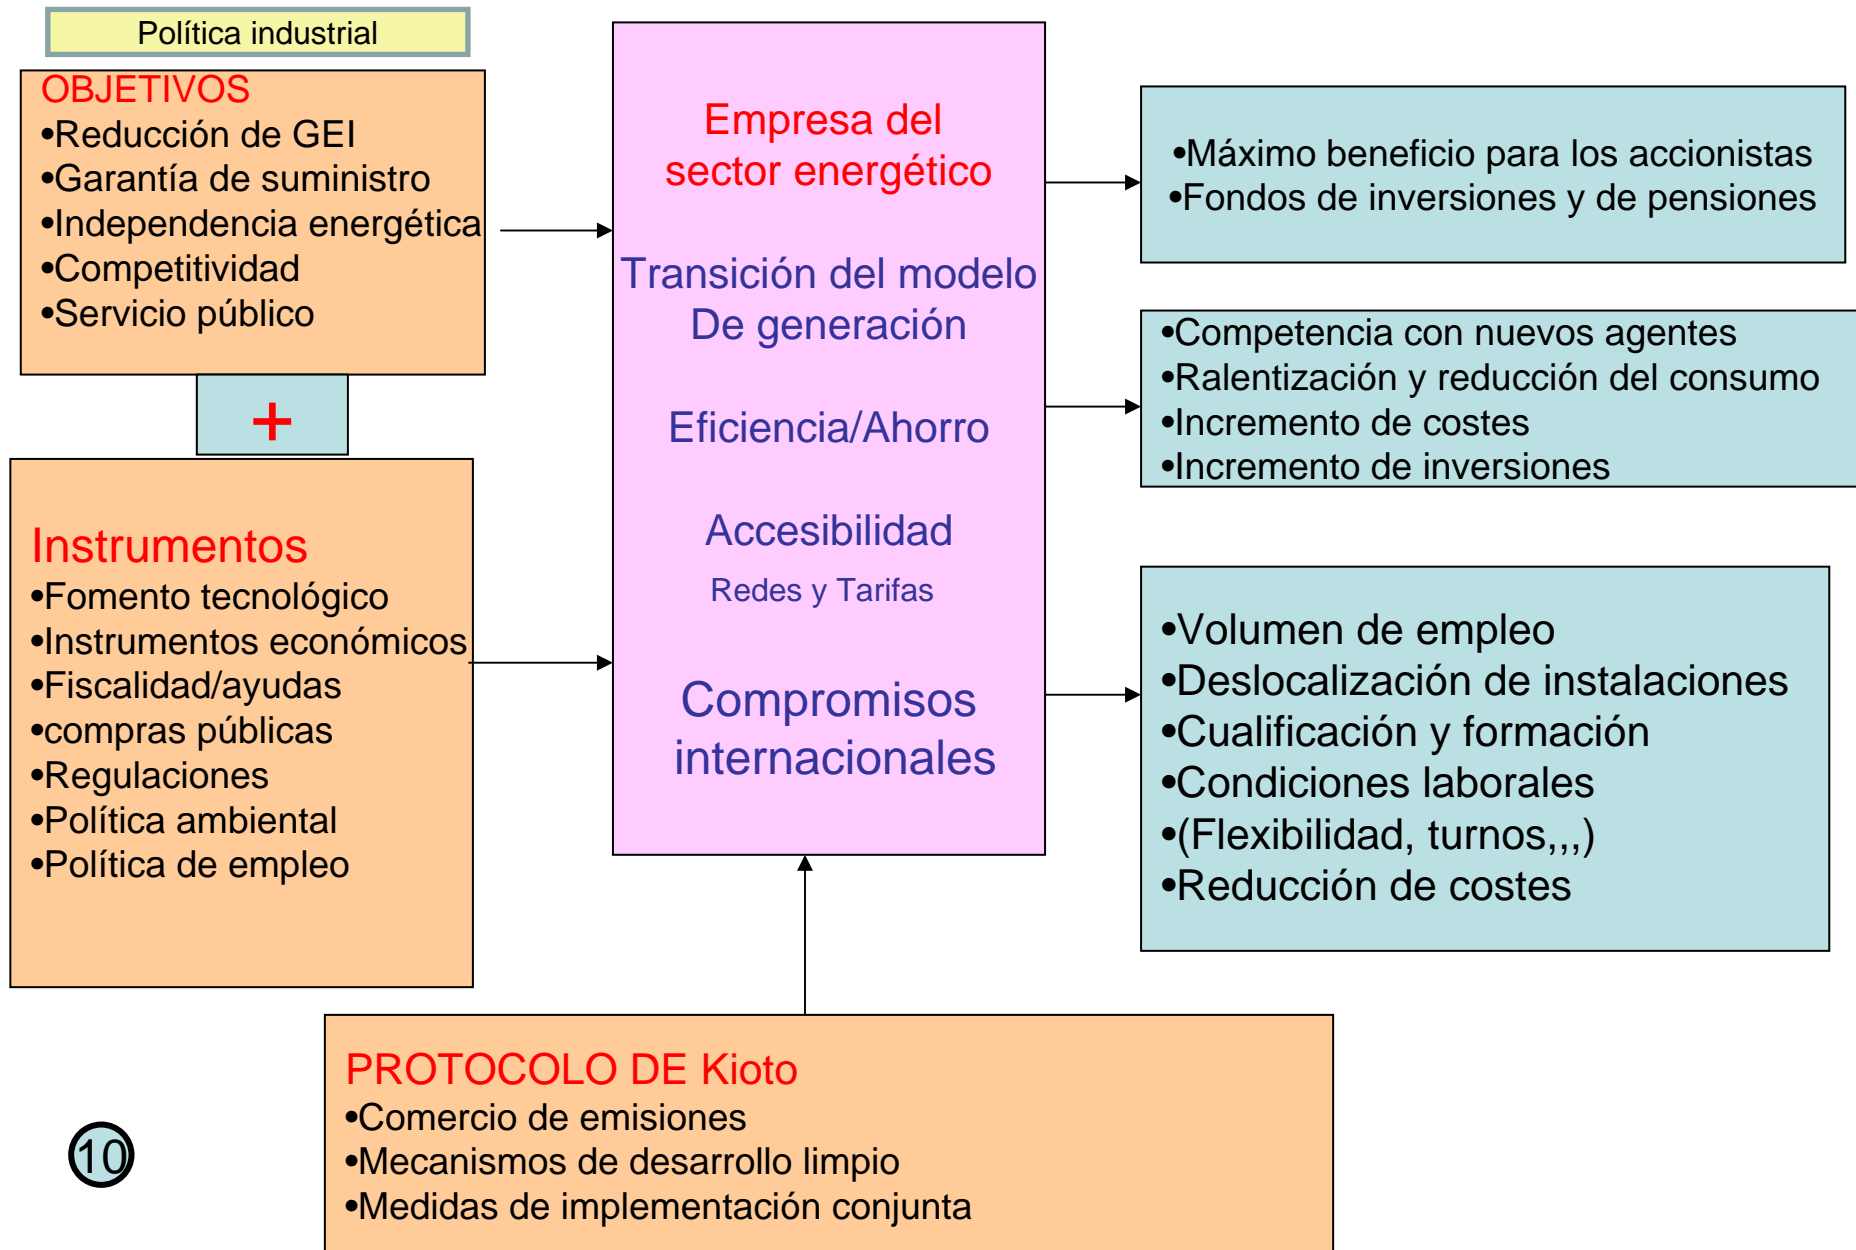 Política industrial
OBJETIVOS
•Reducción de GEI
•Garantía de suministro
•Independencia energética
•Competitividad
•Servicio público
+
Instrumentos
•Fomento tecnológico
•Instrumentos económicos
•Fiscalidad/ayudas
•compras públicas
•Regulaciones
•Política ambiental
•Política de empleo
Empresa del
sector energético
Transición del modelo
De generación
Eficiencia/Ahorro
Accesibilidad
Redes y Tarifas
Compromisos
internacionales
•Máximo beneficio para los accionistas
•Fondos de inversiones y de pensiones
•Competencia con nuevos agentes
•Ralentización y reducción del consumo
•Incremento de costes
•Incremento de inversiones
•Volumen de empleo
•Deslocalización de instalaciones
•Cualificación y formación
•Condiciones laborales
•(Flexibilidad, turnos,,,)
•Reducción de costes
PROTOCOLO DE Kioto
•Comercio de emisiones
•Mecanismos de desarrollo limpio
•Medidas de implementación conjunta
10